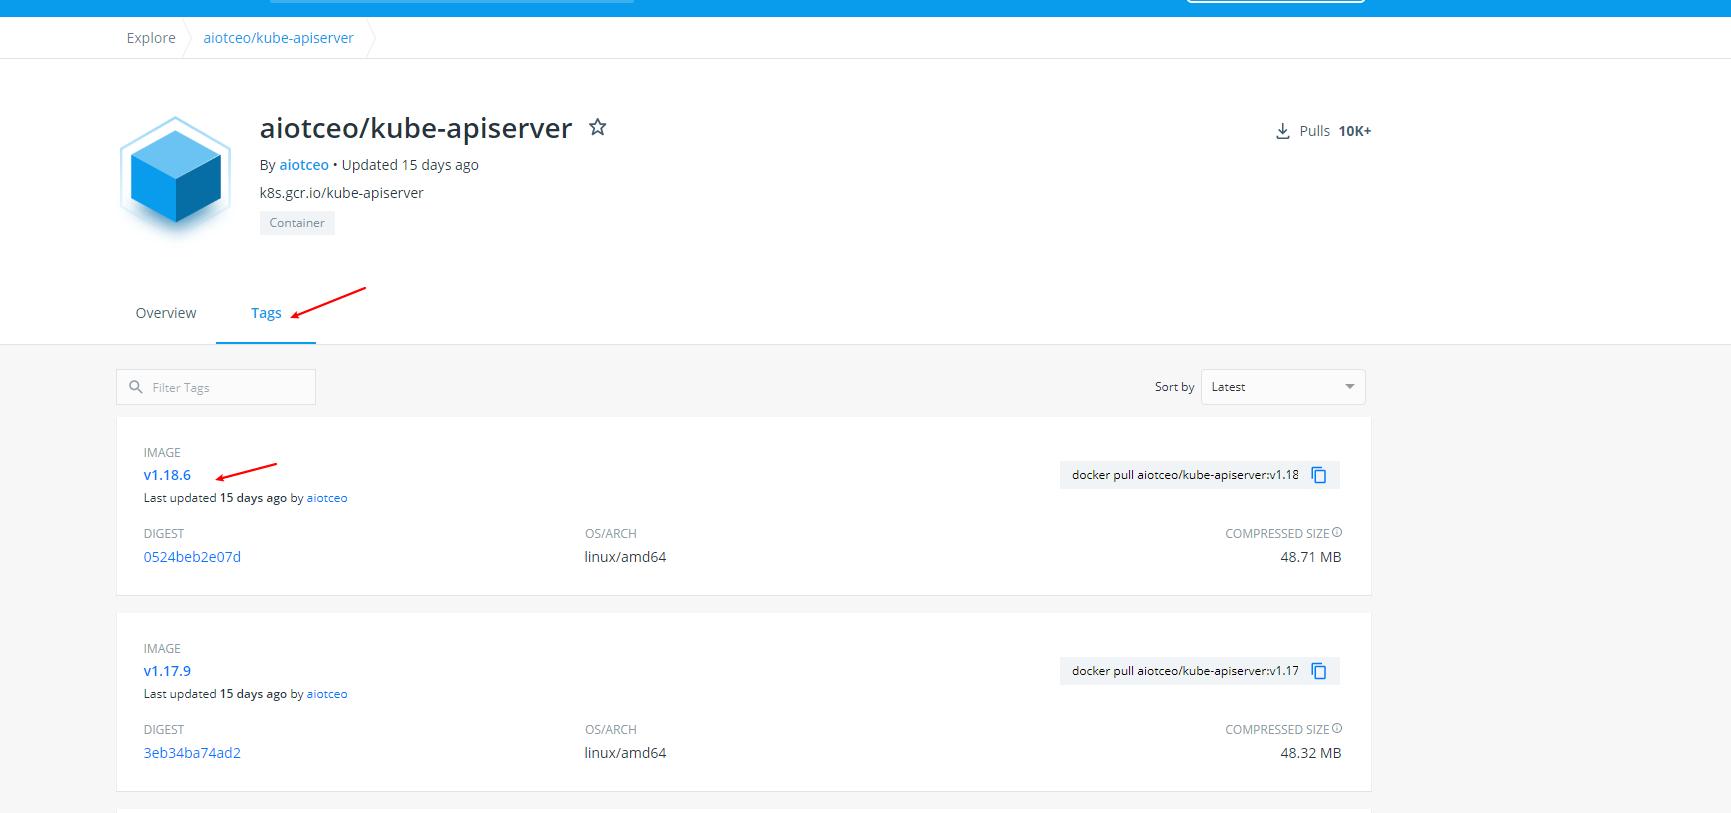 Explore aiotceo/kube-apiserver
aiotceo/kube-apiserver
Pulls 10K+
By aiotceo • Updated 15 days ago
k8s.gcr.io/kube-apiserver
Container
Overview Tags
Filter Tags
Sort by Latest
IMAGE
v1.18.6
docker pull aiotceo/kube-apiserver:v1.18
Last updated 15 days ago by aiotceo
DIGEST OS/ARCH COMPRESSED SIZE
0524beb2e07d linux/amd64 48.71 MB
IMAGE
v1.17.9
docker pull aiotceo/kube-apiserver:v1.17
Last updated 15 days ago by aiotceo
DIGEST OS/ARCH COMPRESSED SIZE
3eb34ba74ad2 linux/amd64 48.32 MB